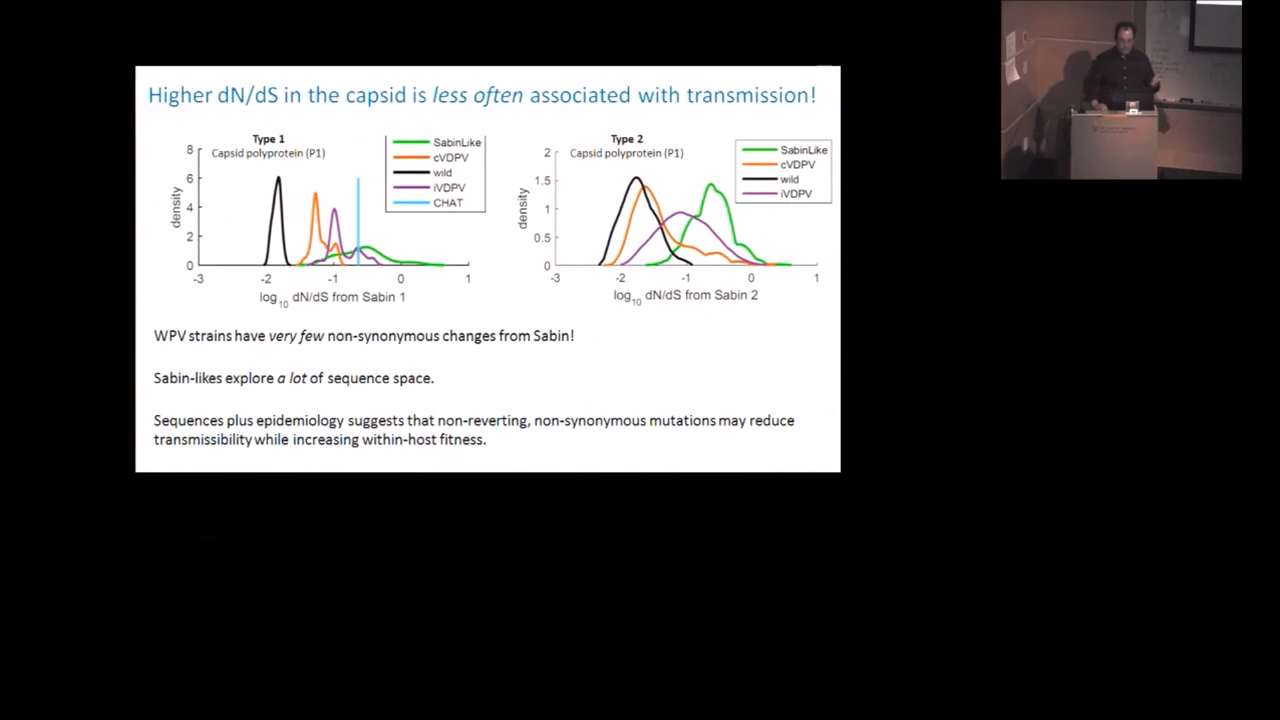 Higher dN/dS in the capsid is less often associated with transmission!
Type 1
Capsid polyprotein (P1)
8
6
4
2
0
density
-3
-2
-1
0
1
log10 dN/dS from Sabin 1
SabinLike
cVDPV
wild
iVDPV
CHAT
Type 2
Capsid polyprotein (P1)
2
1.5
1
0.5
0
density
-3
-2
-1
0
1
log10 dN/dS from Sabin 2
SabinLike
cVDPV
wild
iVDPV
WPV strains have very few non-synonymous changes from Sabin!
Sabin-likes explore a lot of sequence space.
Sequences plus epidemiology suggests that non-reverting, non-synonymous mutations may reduce
transmissibility while increasing within-host fitness.